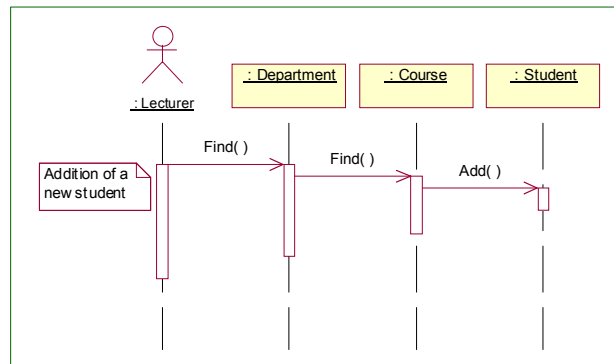 : Department
: Course
: Student
: Lecturer
Find( )
Find( )
Add( )
Addition of a
new student